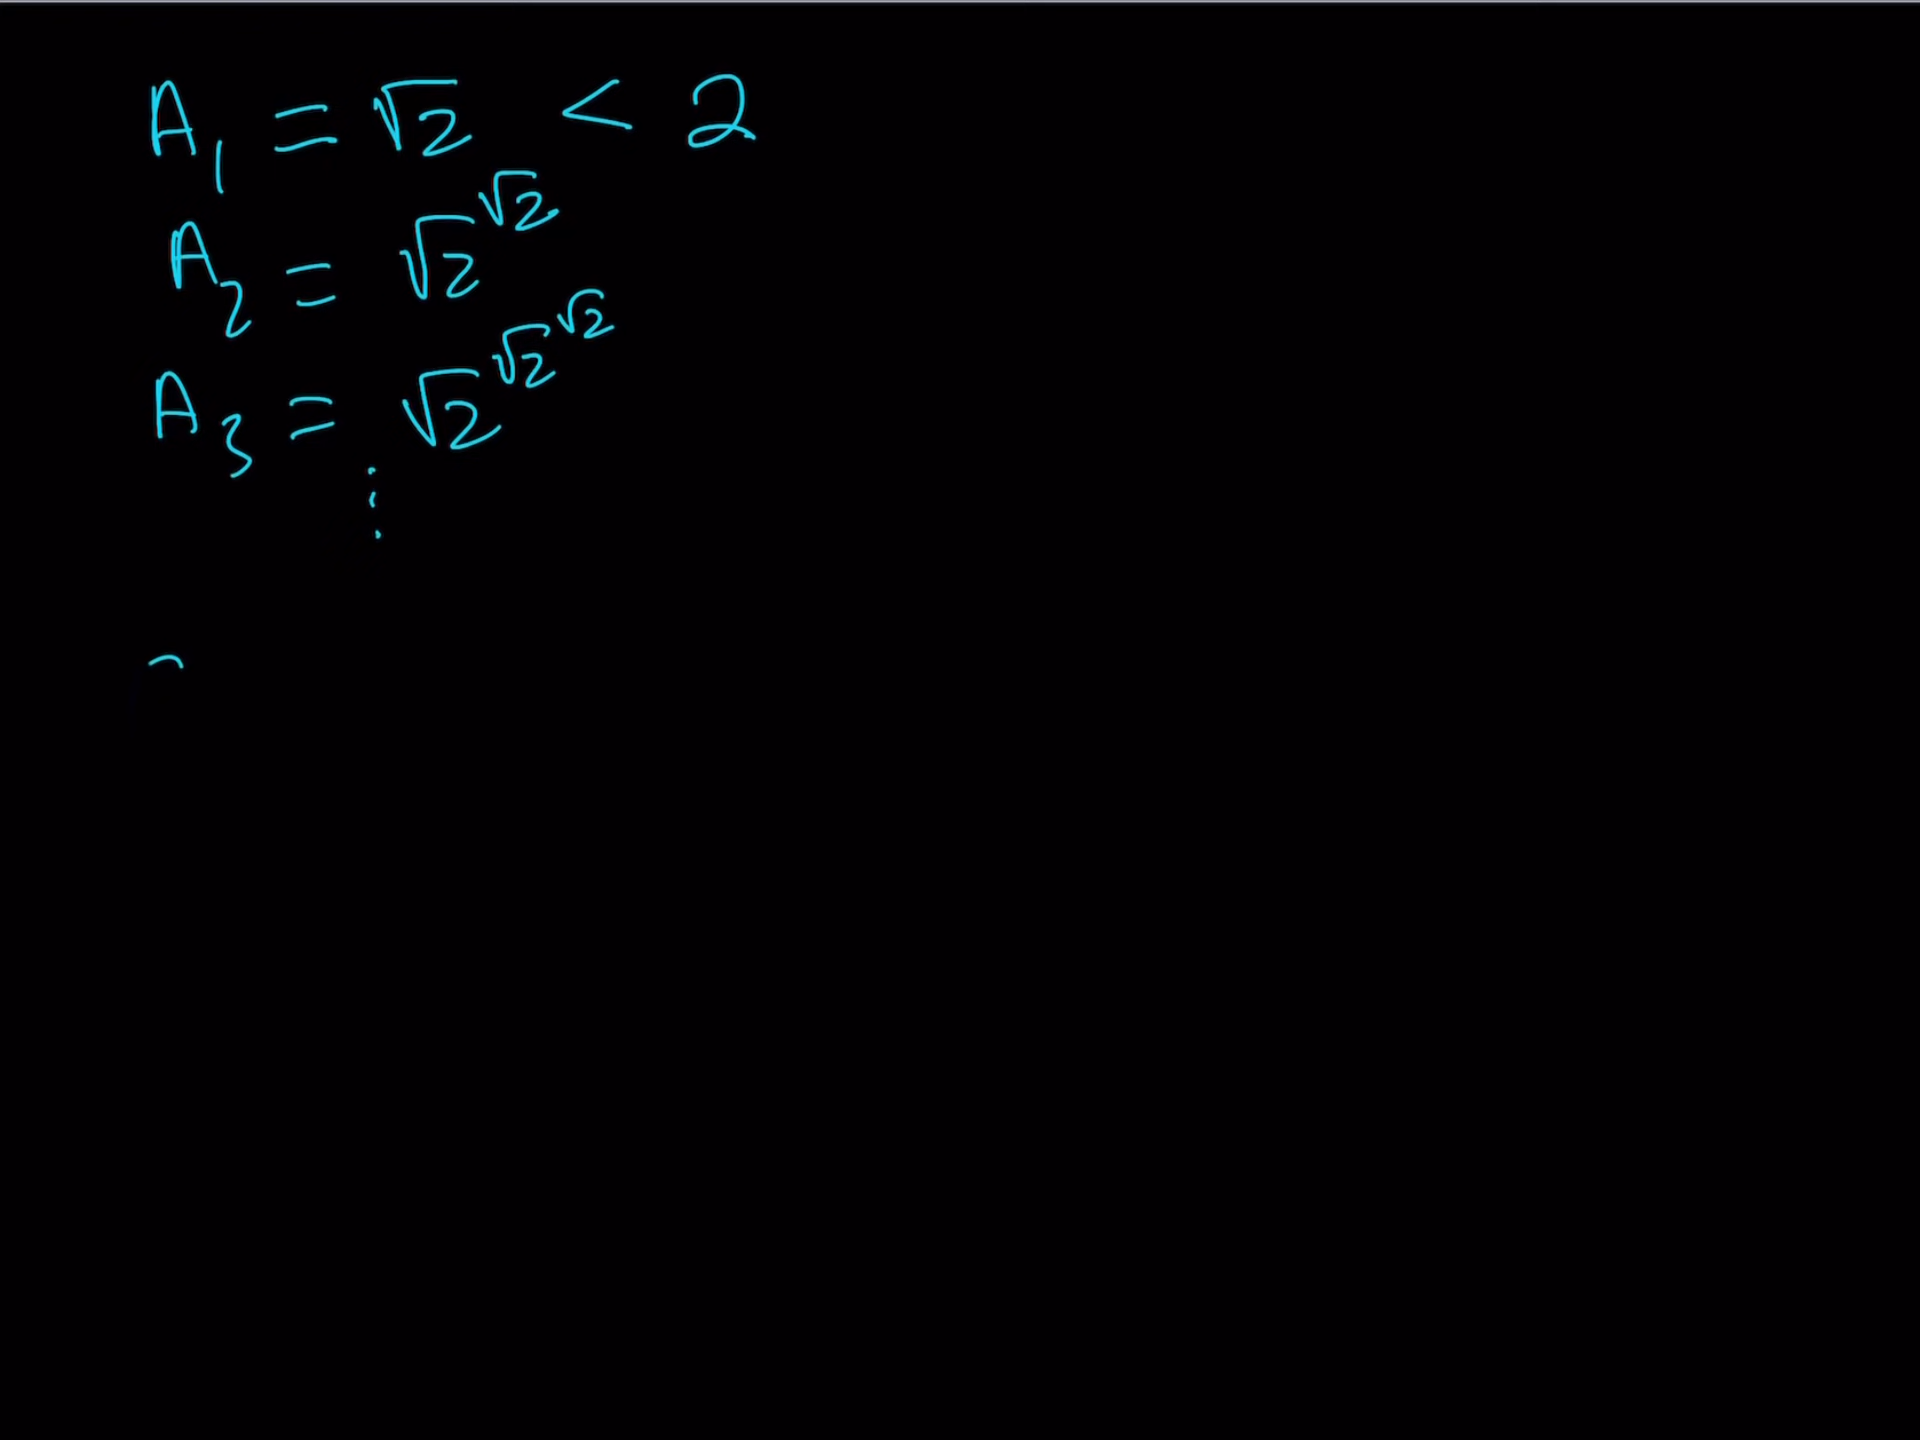 A₁ = √2 < 2
A₂ = √2^√2
A₃ = √2^√2^√2
⋮